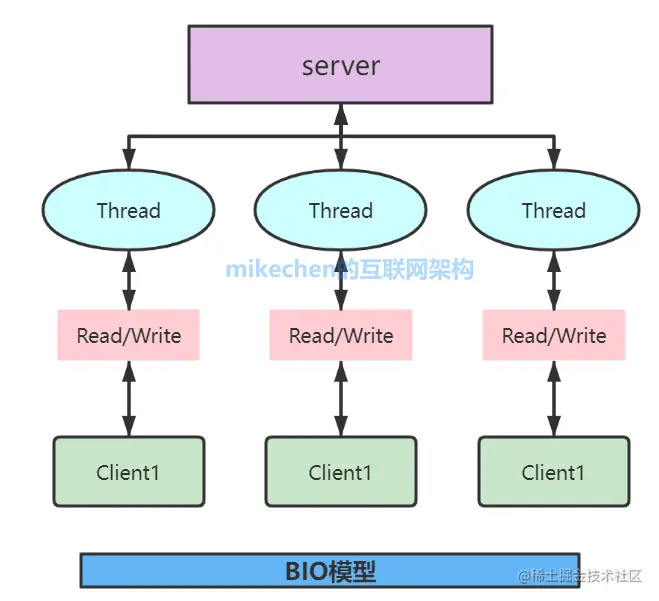 server
Thread Thread Thread
mikechen的互联网架构
Read/Write Read/Write Read/Write
Client1 Client1 Client1
BIO模型
@稀土掘金技术社区